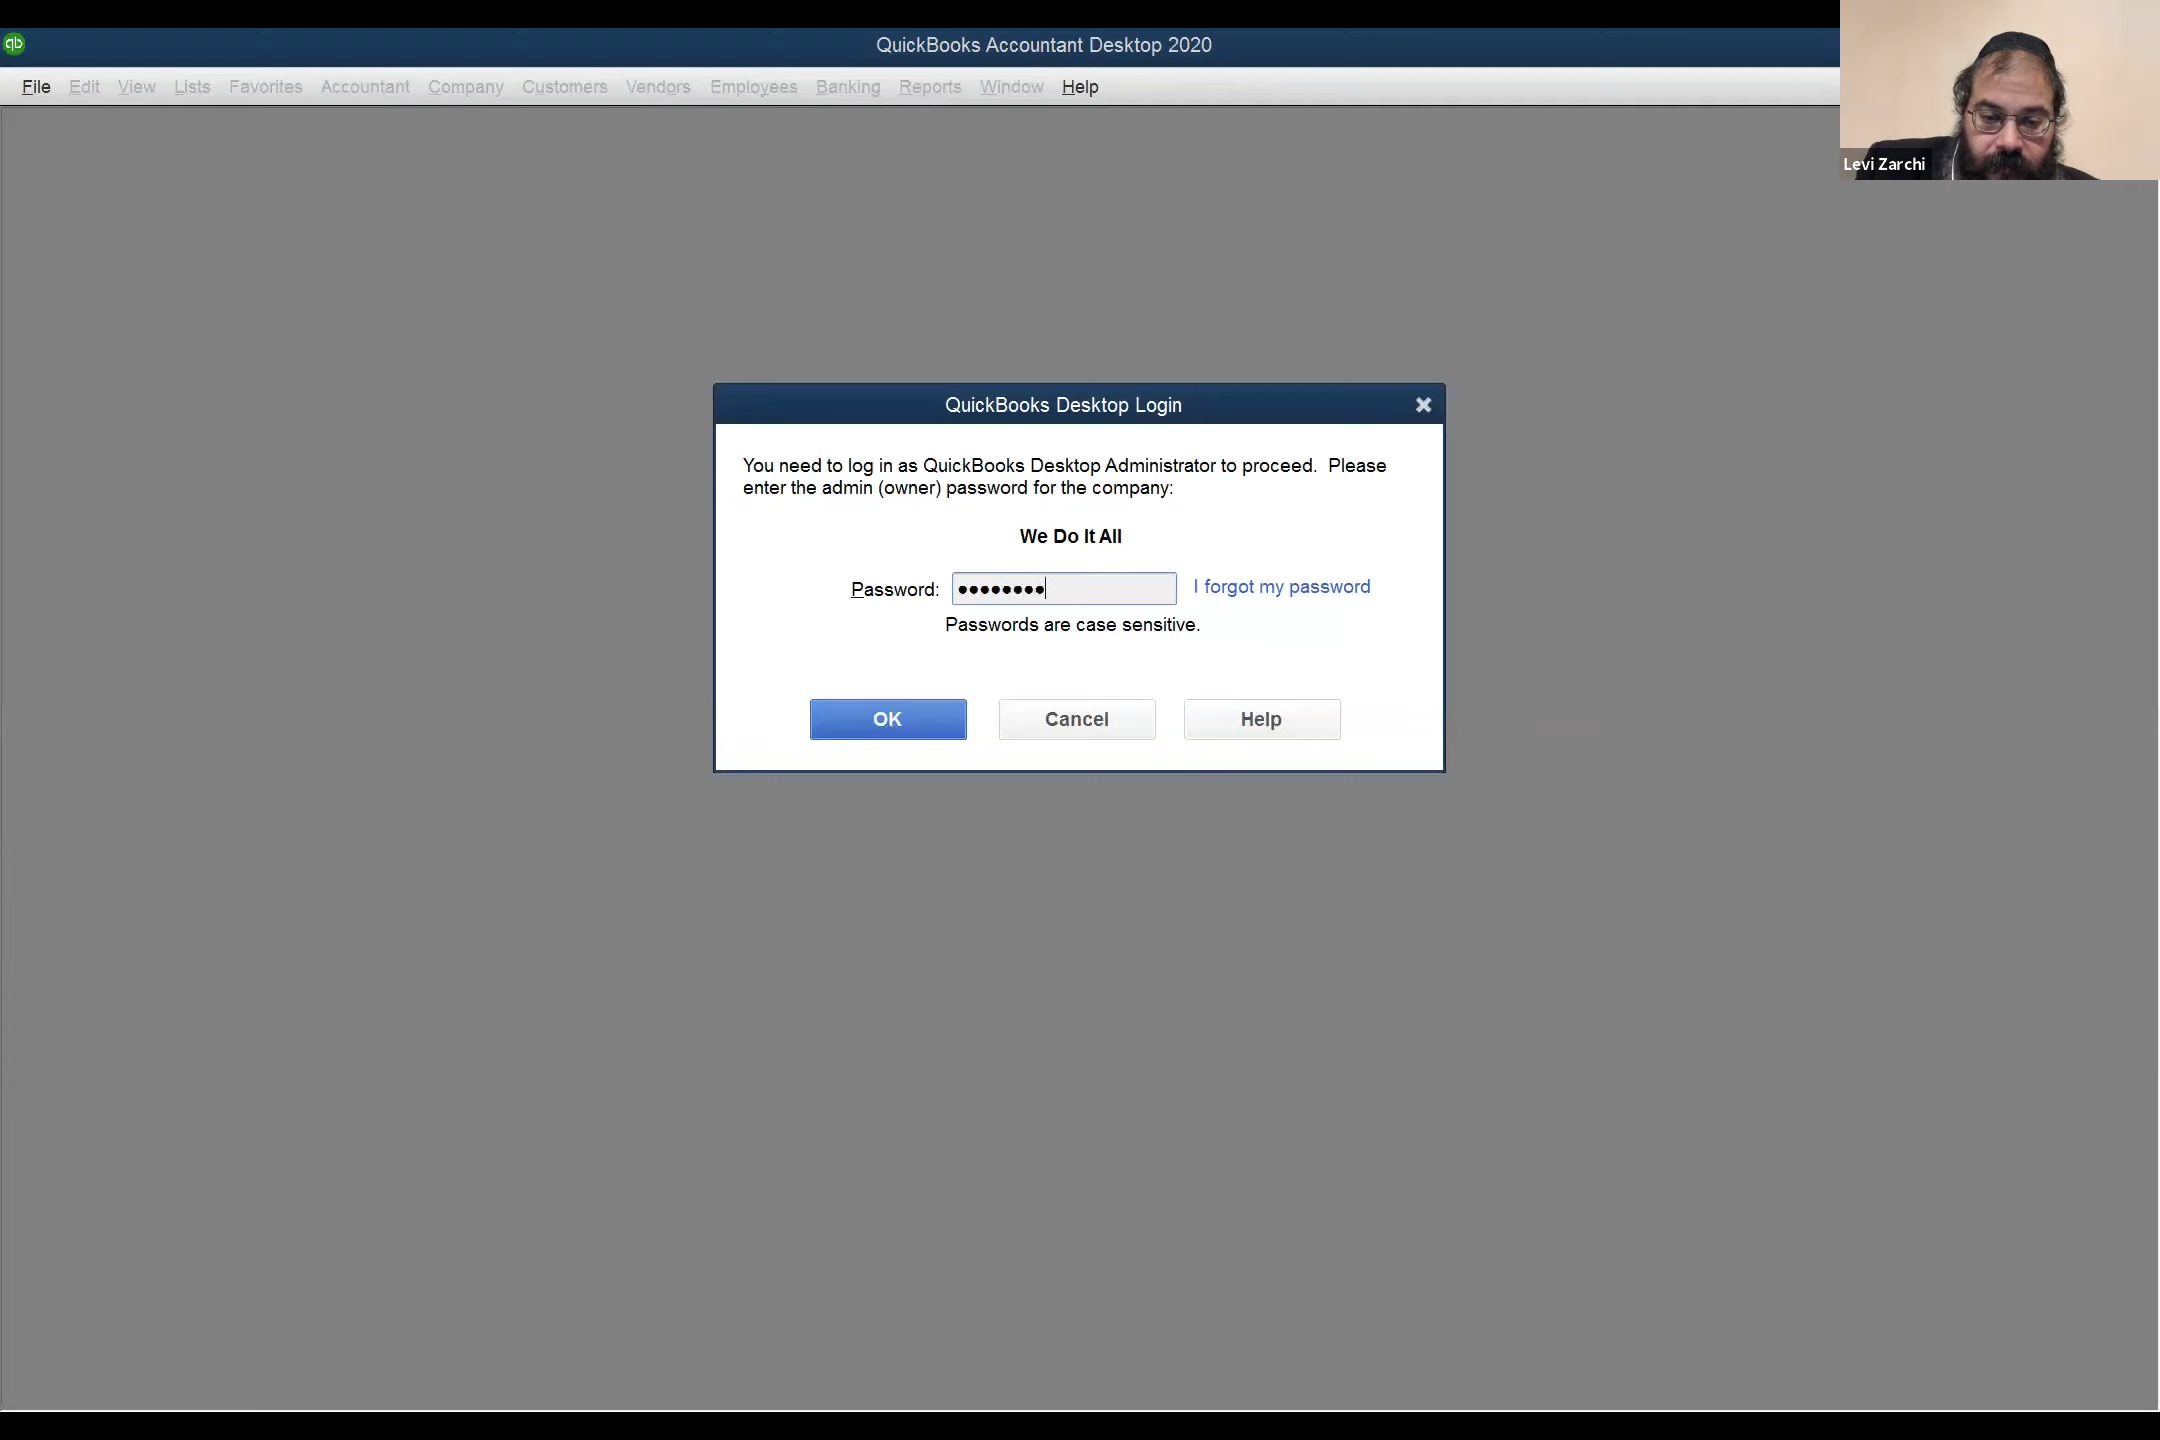 qb
QuickBooks Accountant Desktop 2020
File Edit View Lists Favorites Accountant Company Customers Vendors Employees Banking Reports Window Help
Levi Zarchi
QuickBooks Desktop Login
You need to log in as QuickBooks Desktop Administrator to proceed. Please
enter the admin (owner) password for the company:
We Do It All
Password: ●●●●●●●● I forgot my password
Passwords are case sensitive.
OK Cancel Help